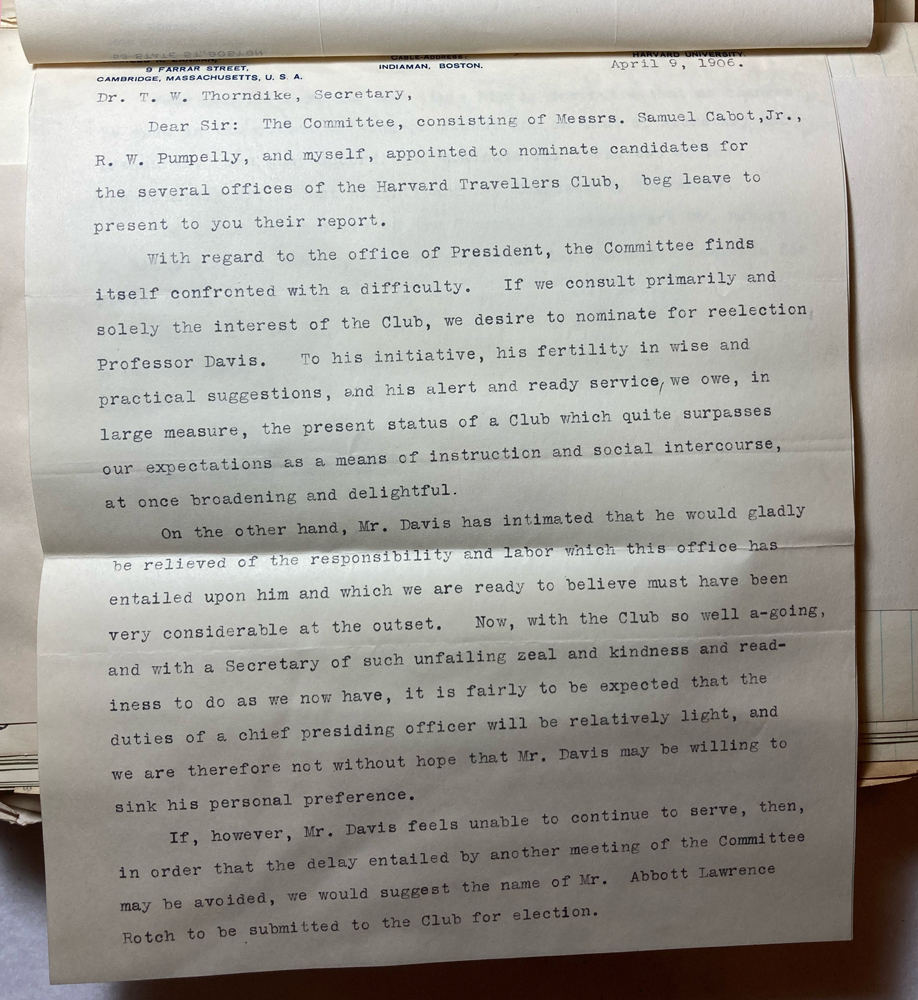 9 FARRAR STREET,
CAMBRIDGE, MASSACHUSETTS, U. S. A.
CABLE-ADDRESS,
INDIAMAN, BOSTON.
HARVARD UNIVERSITY.
April 9, 1906.
Dr. T. W. Thorndike, Secretary,
Dear Sir: The Committee, consisting of Messrs. Samuel Cabot,Jr.,
R. W. Pumpelly, and myself, appointed to nominate candidates for
the several offices of the Harvard Travellers Club, beg leave to
present to you their report.
With regard to the office of President, the Committee finds
itself confronted with a difficulty. If we consult primarily and
solely the interest of the Club, we desire to nominate for reelection
Professor Davis. To his initiative, his fertility in wise and
practical suggestions, and his alert and ready service, we owe, in
large measure, the present status of a Club which quite surpasses
our expectations as a means of instruction and social intercourse,
at once broadening and delightful.
On the other hand, Mr. Davis has intimated that he would gladly
be relieved of the responsibility and labor which this office has
entailed upon him and which we are ready to believe must have been
very considerable at the outset. Now, with the Club so well a-going,
and with a Secretary of such unfailing zeal and kindness and read-
iness to do as we now have, it is fairly to be expected that the
duties of a chief presiding officer will be relatively light, and
we are therefore not without hope that Mr. Davis may be willing to
sink his personal preference.
If, however, Mr. Davis feels unable to continue to serve, then,
in order that the delay entailed by another meeting of the Committee
may be avoided, we would suggest the name of Mr. Abbott Lawrence
Rotch to be submitted to the Club for election.